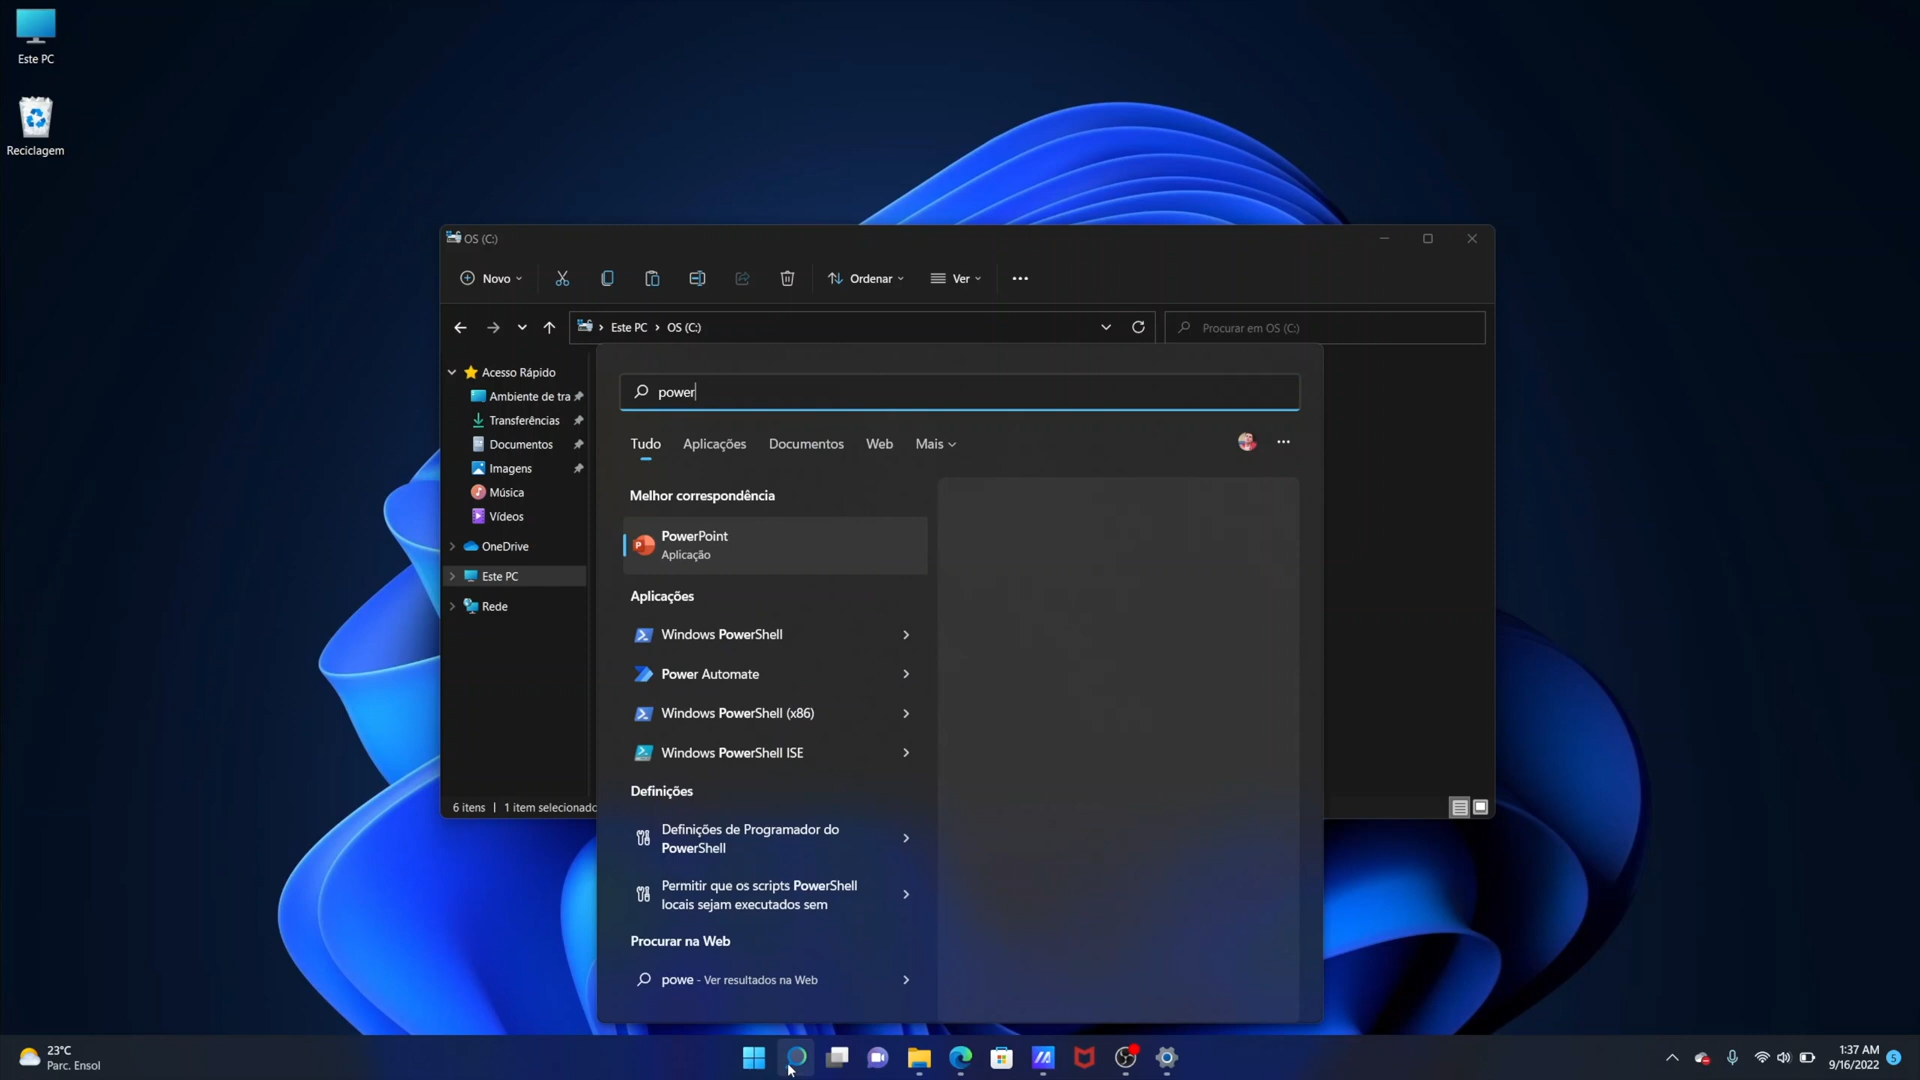 Este PC
Reciclagem
OS (C:)
Novo
Ordenar
Ver
Este PC > OS (C:)
Procurar em OS (C:)
Acesso Rápido
Ambiente de tra
Transferências
Documentos
Imagens
Música
Vídeos
OneDrive
Este PC
Rede
6 itens
1 item selecionado
power
Tudo
Aplicações
Documentos
Web
Mais
Melhor correspondência
PowerPoint
Aplicação
Aplicações
Windows PowerShell
Power Automate
Windows PowerShell (x86)
Windows PowerShell ISE
Definições
Definições de Programador do
PowerShell
Permitir que os scripts PowerShell
locais sejam executados sem
Procurar na Web
powe - Ver resultados na Web
23°C
Parc. Ensol
1:37 AM
9/16/2022
5